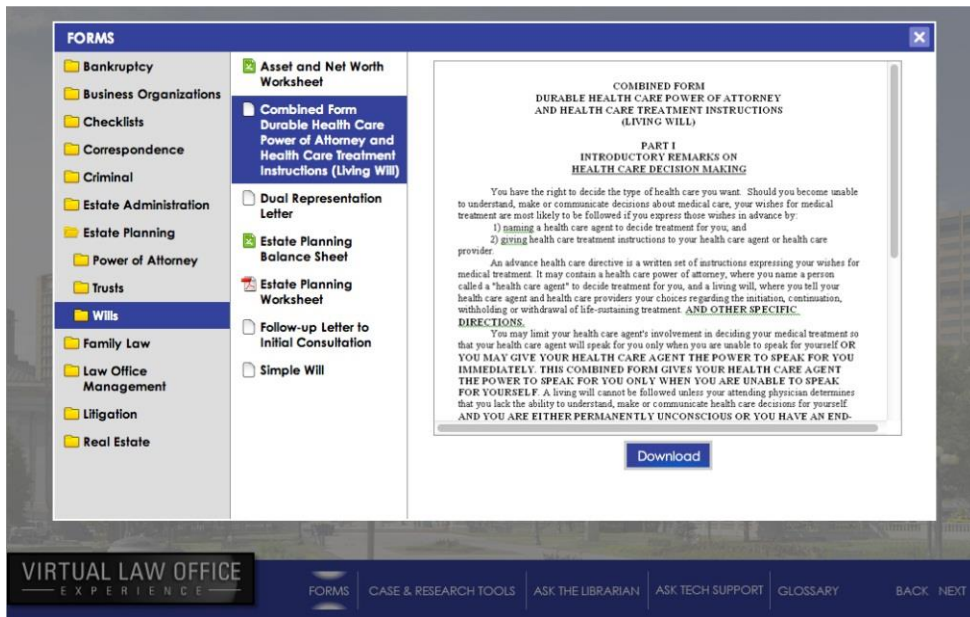 FORMS
Bankruptcy
Business Organizations
Checklists
Correspondence
Criminal
Estate Administration
Estate Planning
Power of Attorney
Trusts
Wills
Family Law
Law Office
Management
Litigation
Real Estate
Asset and Net Worth
Worksheet
Combined Form
Durable Health Care
Power of Attorney and
Health Care Treatment
Instructions (Living Will)
Dual Representation
Letter
Estate Planning
Balance Sheet
Estate Planning
Worksheet
Follow-up Letter to
Initial Consultation
Simple Will
COMBINED FORM
DURABLE HEALTH CARE POWER OF ATTORNEY
AND HEALTH CARE TREATMENT INSTRUCTIONS
(LIVING WILL)
PART I
INTRODUCTORY REMARKS ON
HEALTH CARE DECISION MAKING
You have the right to decide the type of health care you want. Should you become unable
to understand, make or communicate decisions about medical care, your wishes for medical
treatment are most likely to be followed if you express those wishes in advance by:
1) naming a health care agent to decide treatment for you, and
2) giving health care treatment instructions to your health care agent or health care
provider.
An advance health care directive is a written set of instructions expressing your wishes for
medical treatment. It may contain a health care power of attorney, where you name a person
called a "health care agent" to decide treatment for you, and a living will, where you tell your
health care agent and health care providers your choices regarding the initiation, continuation,
withholding or withdrawal of life-sustaining treatment. AND OTHER SPECIFIC
DIRECTIONS.
You may limit your health care agent's involvement in deciding your medical treatment so
that your health care agent will speak for you only when you are unable to speak for yourself OR
YOU MAY GIVE YOUR HEALTH CARE AGENT THE POWER TO SPEAK FOR YOU
IMMEDIATELY. THIS COMBINED FORM GIVES YOUR HEALTH CARE AGENT
THE POWER TO SPEAK FOR YOU ONLY WHEN YOU ARE UNABLE TO SPEAK
FOR YOURSELF. A living will cannot be followed unless your attending physician determines
that you lack the ability to understand, make or communicate health care decisions for yourself.
AND YOU ARE EITHER PERMANENTLY UNCONSCIOUS OR YOU HAVE AN END-
Download
VIRTUAL LAW OFFICE
EXPERIENCE
FORMS CASE & RESEARCH TOOLS ASK THE LIBRARIAN ASK TECH SUPPORT GLOSSARY BACK NEXT